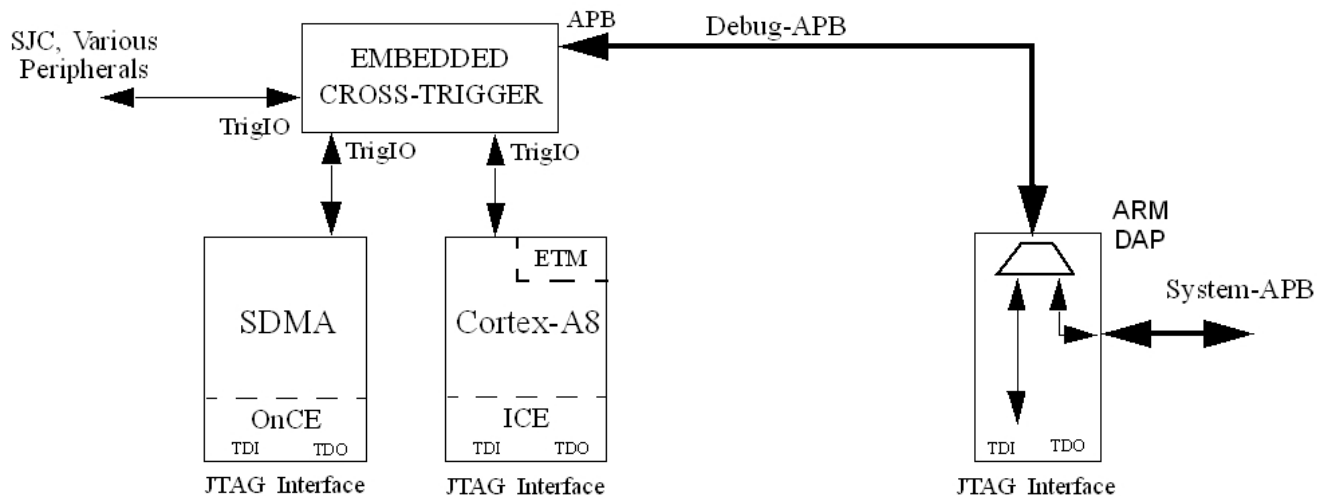 SJC, Various
Peripherals
TrigIO
EMBEDDED
CROSS-TRIGGER
APB
Debug-APB
TrigIO
TrigIO
SDMA
OnCE
TDI TDO
JTAG Interface
ETM
Cortex-A8
ICE
TDI TDO
JTAG Interface
ARM
DAP
System-APB
TDI TDO
JTAG Interface